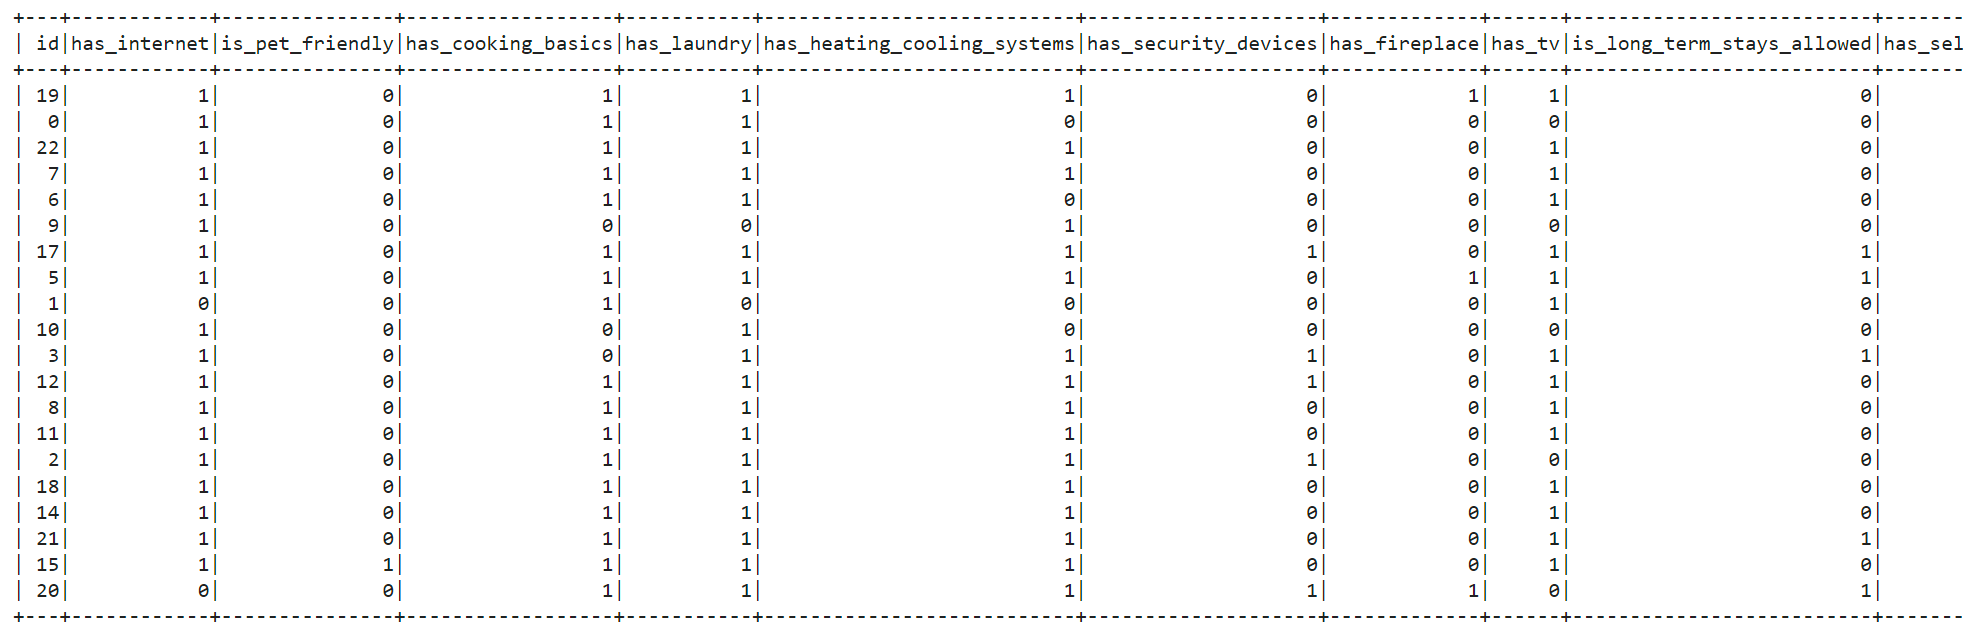 +---+------------+---------------+------------------+-----------+---------------------------+--------------------+-------------+------+--------------------------+-------
| id|has_internet|is_pet_friendly|has_cooking_basics|has_laundry|has_heating_cooling_systems|has_security_devices|has_fireplace|has_tv|is_long_term_stays_allowed|has_sel
+---+------------+---------------+------------------+-----------+---------------------------+--------------------+-------------+------+--------------------------+-------
| 19|           1|              0|                 1|          1|                          1|                   0|            1|     1|                         0|
|  0|           1|              0|                 1|          1|                          0|                   0|            0|     0|                         0|
| 22|           1|              0|                 1|          1|                          1|                   0|            0|     1|                         0|
|  7|           1|              0|                 1|          1|                          1|                   0|            0|     1|                         0|
|  6|           1|              0|                 1|          1|                          0|                   0|            0|     1|                         0|
|  9|           1|              0|                 0|          0|                          1|                   0|            0|     0|                         0|
| 17|           1|              0|                 1|          1|                          1|                   1|            0|     1|                         1|
|  5|           1|              0|                 1|          1|                          1|                   0|            1|     1|                         1|
|  1|           0|              0|                 1|          0|                          0|                   0|            0|     1|                         0|
| 10|           1|              0|                 0|          1|                          0|                   0|            0|     0|                         0|
|  3|           1|              0|                 0|          1|                          1|                   1|            0|     1|                         1|
| 12|           1|              0|                 1|          1|                          1|                   1|            0|     1|                         0|
|  8|           1|              0|                 1|          1|                          1|                   0|            0|     1|                         0|
| 11|           1|              0|                 1|          1|                          1|                   0|            0|     1|                         0|
|  2|           1|              0|                 1|          1|                          1|                   1|            0|     0|                         0|
| 18|           1|              0|                 1|          1|                          1|                   0|            0|     1|                         0|
| 14|           1|              0|                 1|          1|                          1|                   0|            0|     1|                         0|
| 21|           1|              0|                 1|          1|                          1|                   0|            0|     1|                         1|
| 15|           1|              1|                 1|          1|                          1|                   0|            0|     1|                         0|
| 20|           0|              0|                 1|          1|                          1|                   1|            1|     0|                         1|
+---+------------+---------------+------------------+-----------+---------------------------+--------------------+-------------+------+--------------------------+-------